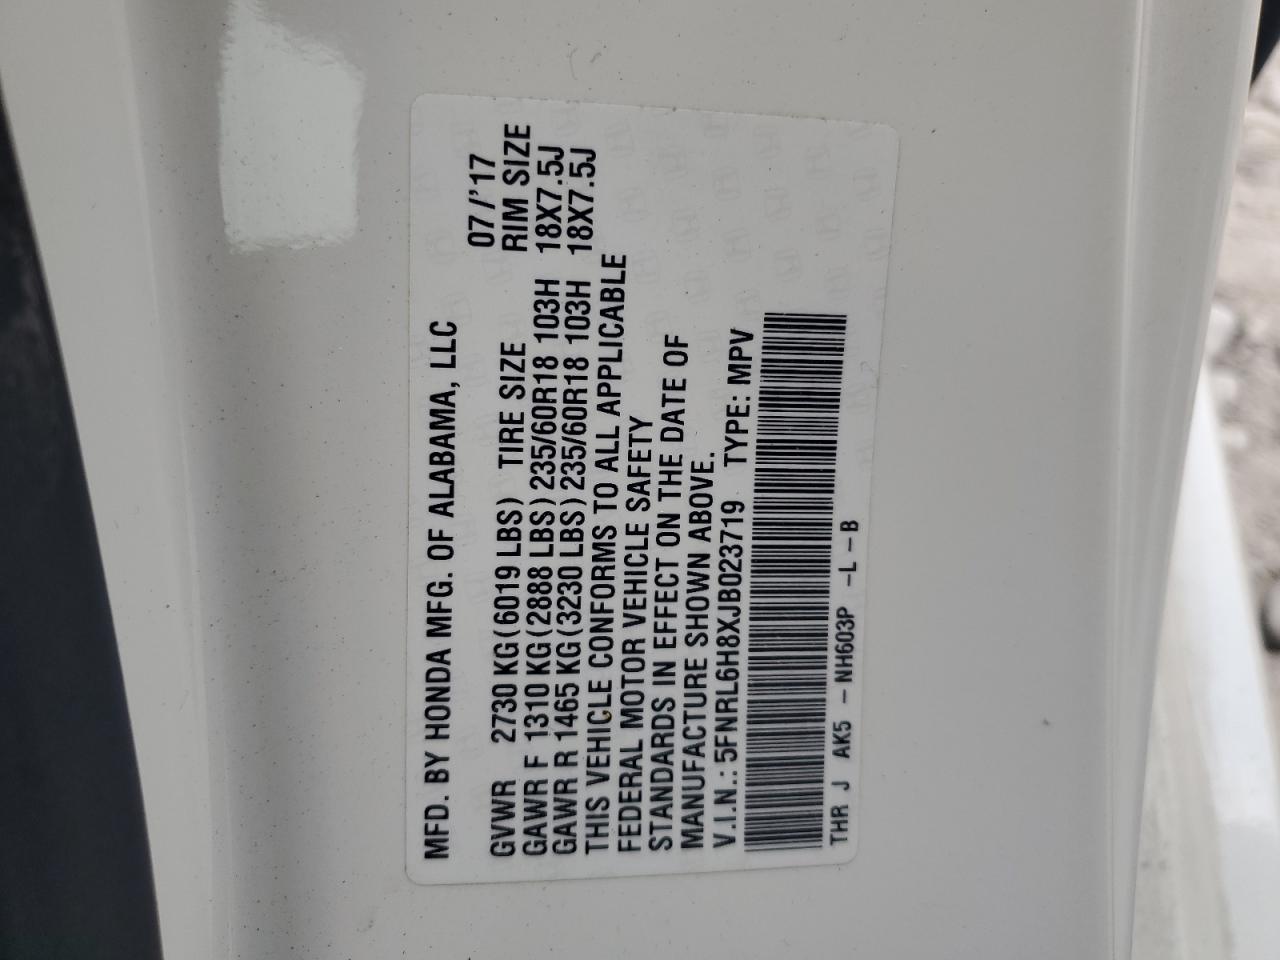 MFD. BY HONDA MFG. OF ALABAMA, LLC 07/'17
GVWR 2730 KG(6019 LBS) TIRE SIZE RIM SIZE
GAWR F 1310 KG(2888 LBS) 235/60R18 103H 18X7.5J
GAWR R 1465 KG(3230 LBS) 235/60R18 103H 18X7.5J
THIS VEHICLE CONFORMS TO ALL APPLICABLE
FEDERAL MOTOR VEHICLE SAFETY
STANDARDS IN EFFECT ON THE DATE OF
MANUFACTURE SHOWN ABOVE.
V.I.N.: 5FNRL6H8XJB023719 TYPE: MPV
THR J AK5 - NH603P -L-B